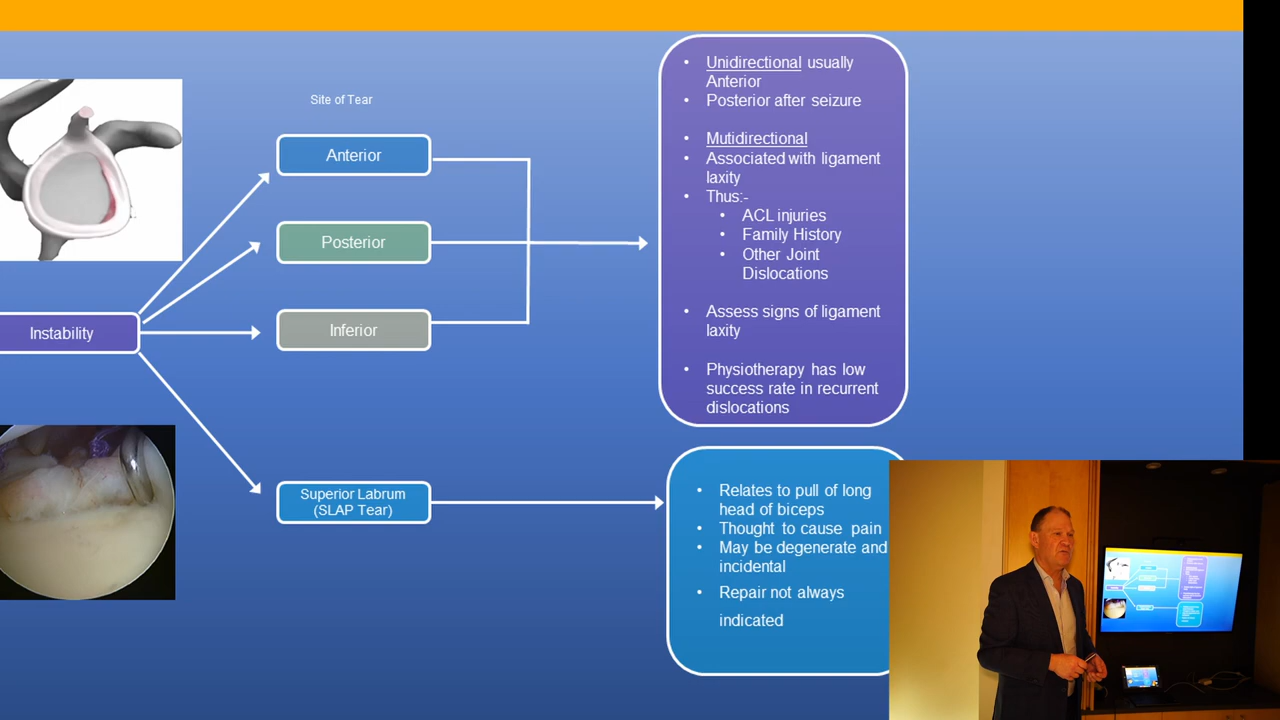 Site of Tear
Anterior
Posterior
Inferior
Instability
Superior Labrum
(SLAP Tear)
• Unidirectional usually
Anterior
• Posterior after seizure
• Mutidirectional
• Associated with ligament
laxity
• Thus:-
• ACL injuries
• Family History
• Other Joint
Dislocations
• Assess signs of ligament
laxity
• Physiotherapy has low
success rate in recurrent
dislocations
• Relates to pull of long
head of biceps
• Thought to cause pain
• May be degenerate and
incidental
• Repair not always
indicated